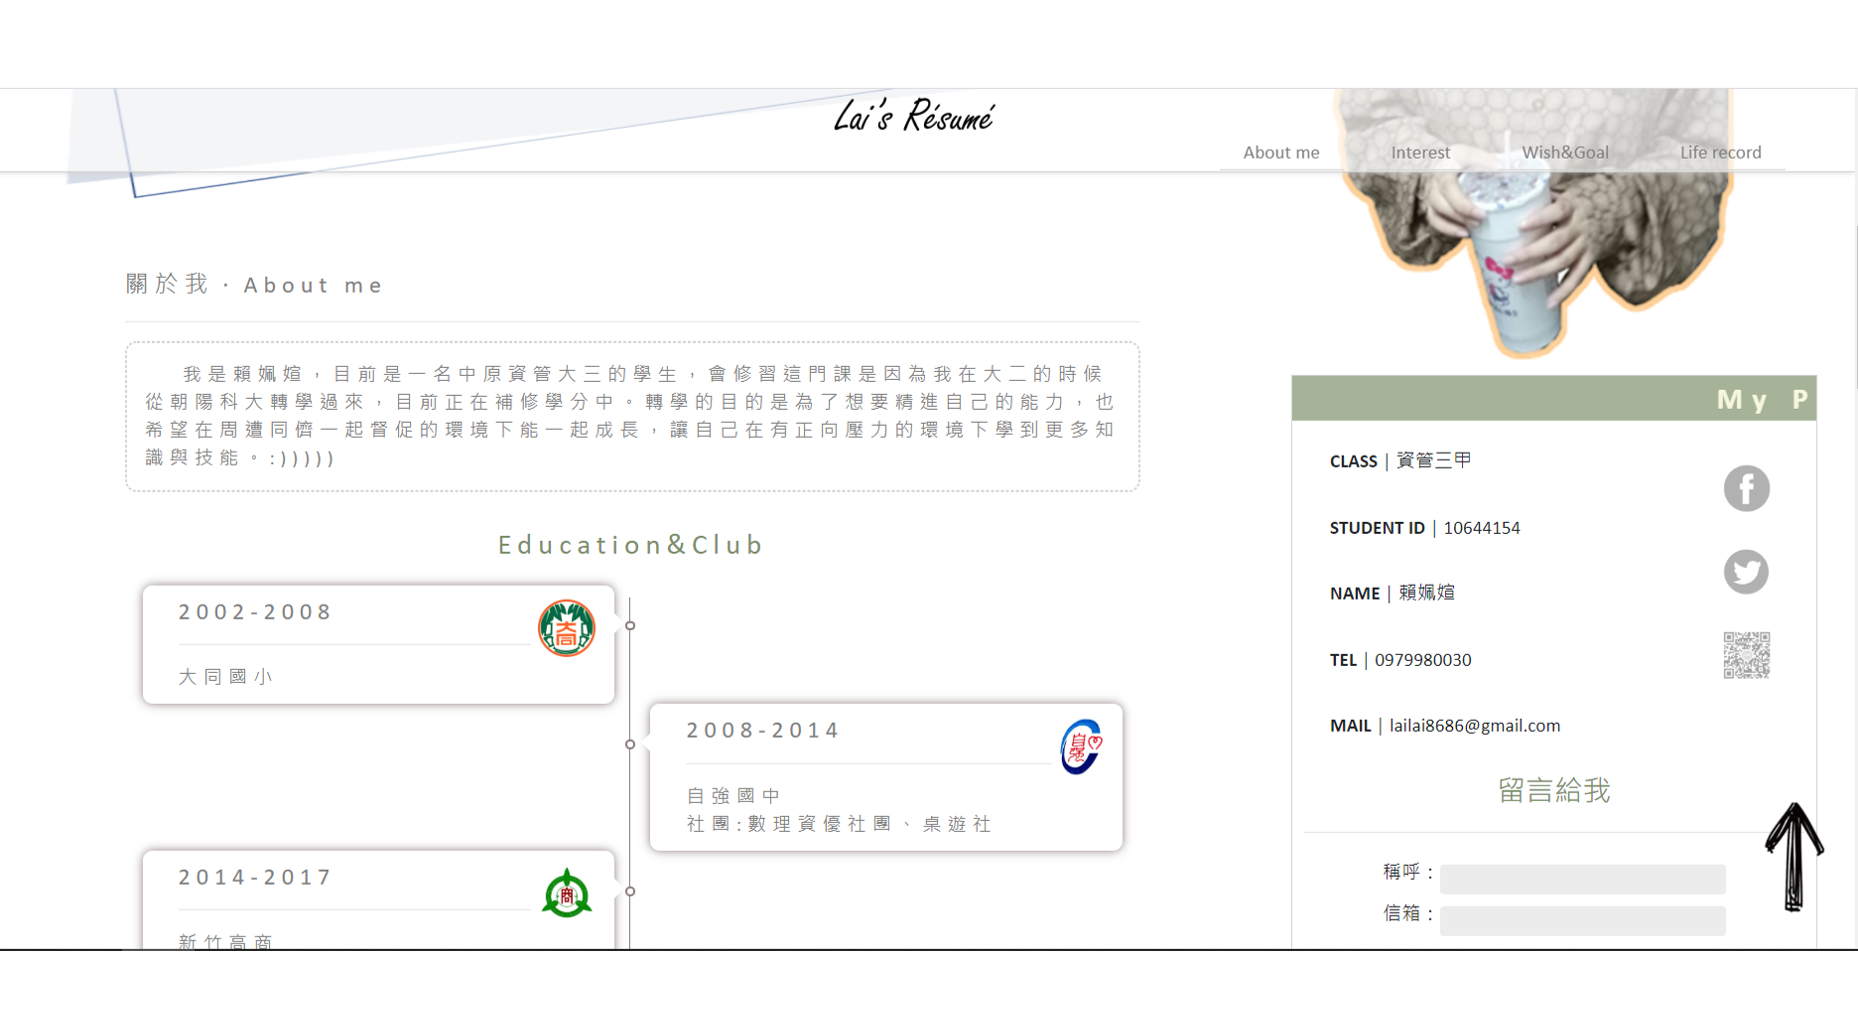 Lai's Résumé
About me
Interest
Wish&Goal
Life record
關於我 · About me
我是賴姵媗，目前是一名中原資管大三的學生，會修習這門課是因為我在大二的時候
從朝陽科大轉學過來，目前正在補修學分中。轉學的目的是為了想要精進自己的能力，也
希望在周遭同儕一起督促的環境下能一起成長，讓自己在有正向壓力的環境下學到更多知
識與技能。:)))))
Education&Club
2002-2008
大同
大同國小
2008-2014
自強
自強國中
社團:數理資優社團、桌遊社
2014-2017
商
新竹高商
My P
CLASS | 資管三甲
STUDENT ID | 10644154
NAME | 賴姵媗
TEL | 0979980030
MAIL | lailai8686@gmail.com
留言給我
稱呼：
信箱：